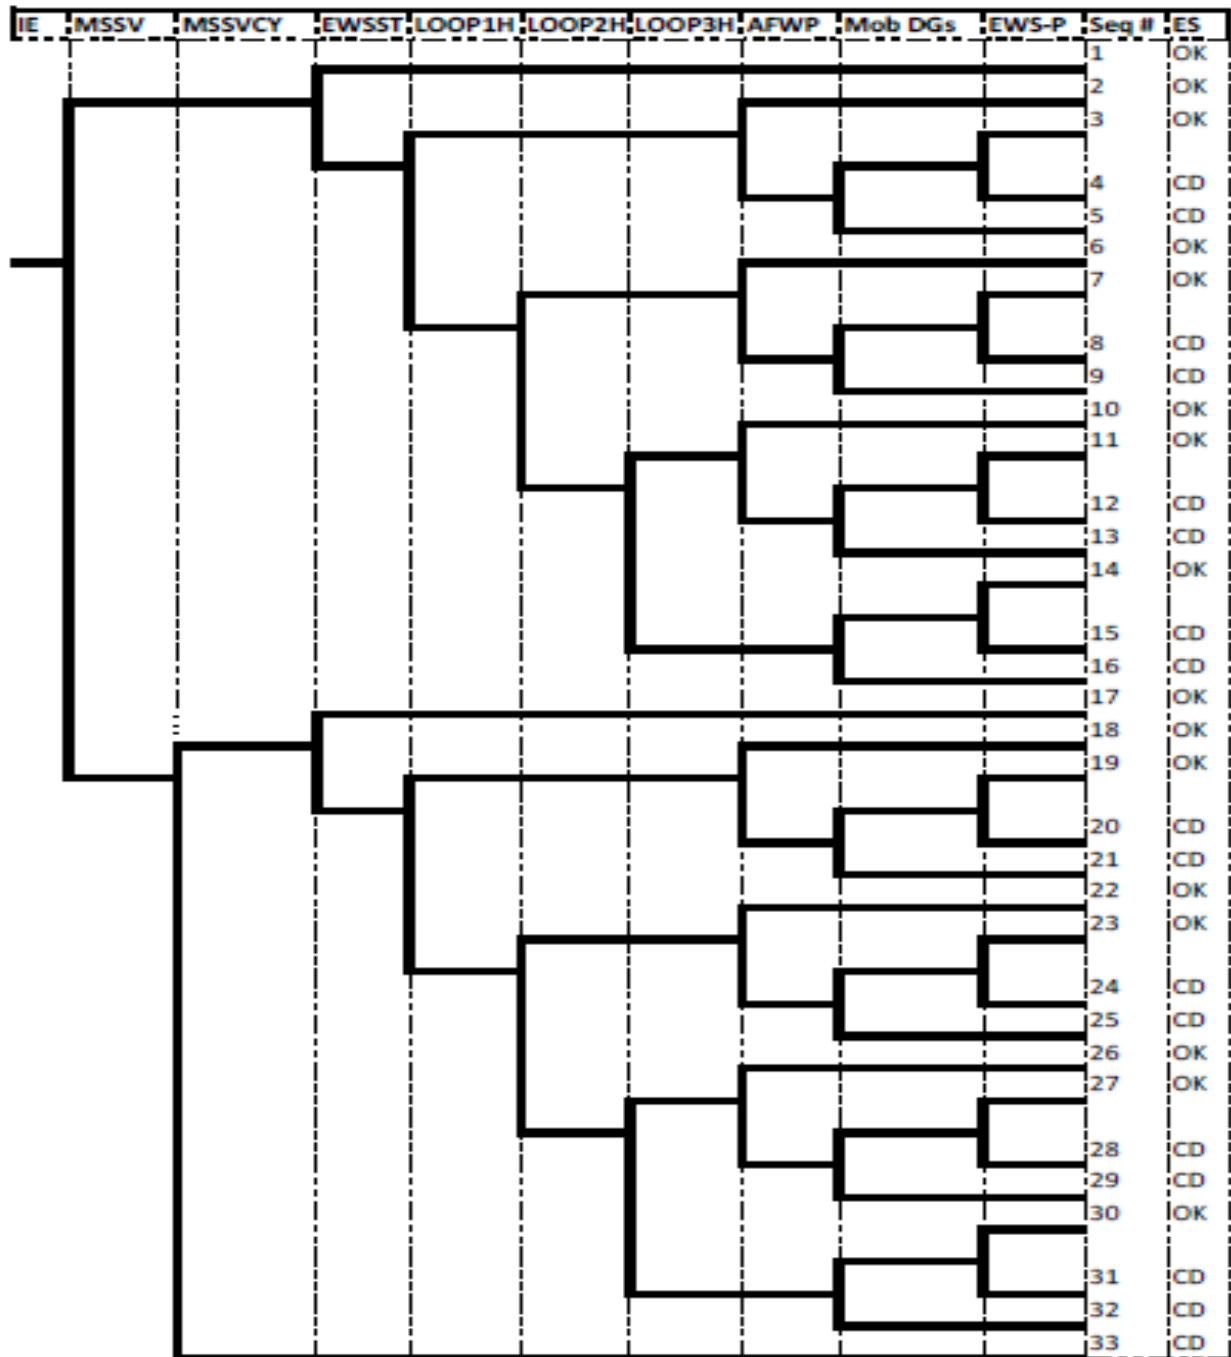 IE MSSV MSSVCY EWSST LOOP1H LOOP2H LOOP3H AFWP Mob DGs EWS-P Seq # ES
1 OK
2 OK
3 OK
4 CD
5 CD
6 OK
7 OK
8 CD
9 CD
10 OK
11 OK
12 CD
13 CD
14 OK
15 CD
16 CD
17 OK
18 OK
19 OK
20 CD
21 CD
22 OK
23 OK
24 CD
25 CD
26 OK
27 OK
28 CD
29 CD
30 OK
31 CD
32 CD
33 CD